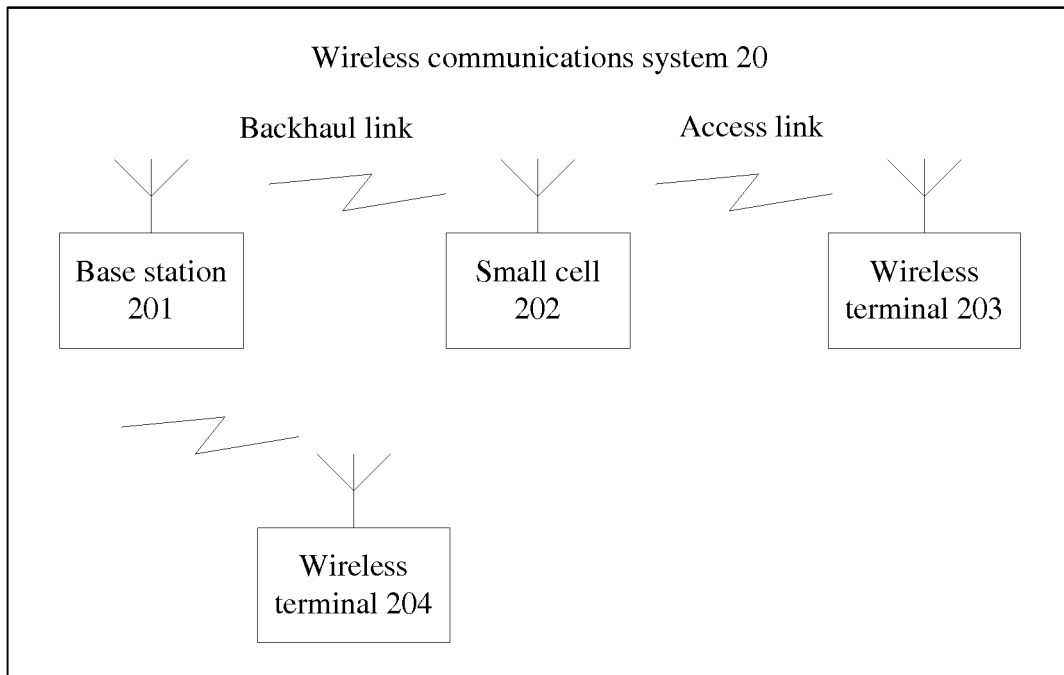 Wireless communications system 20
Backhaul link
Access link
Base station
201
Small cell
202
Wireless
terminal 203
Wireless
terminal 204